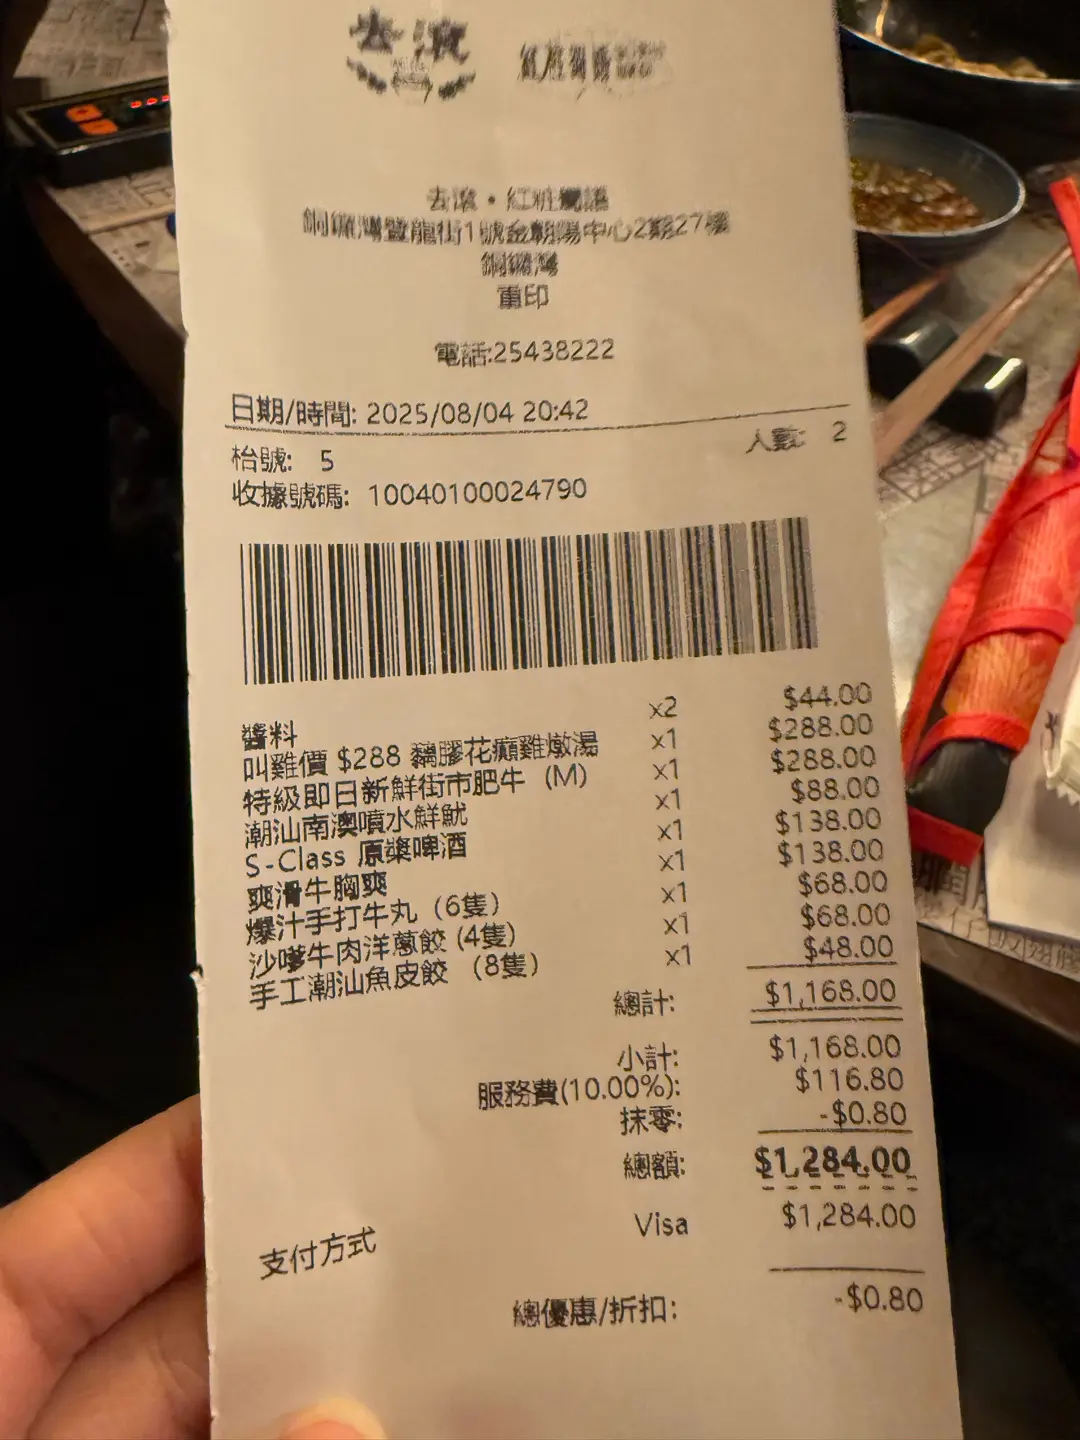 去滾
去滾・紅粧
銅鑼灣登龍街1號金朝陽中心2期27樓
銅鑼灣
重印
電話:25438222
日期/時間: 2025/08/04 20:42
枱號: 5 人數: 2
收據號碼: 10040100024790
醬料 x2 $44.00
叫雞價 $288 鷄膠花癲雞燉湯 x1 $288.00
特級即日新鮮街市肥牛 (M) x1 $288.00
潮汕南澳噴水鮮魷 x1 $88.00
S-Class 原漿啤酒 x1 $138.00
爽滑牛胸爽 x1 $138.00
爆汁手打牛丸 (6隻) x1 $68.00
沙嗲牛肉洋蔥餃 (4隻) x1 $68.00
手工潮汕魚皮餃 (8隻) x1 $48.00
總計: $1,168.00
小計: $1,168.00
服務費(10.00%): $116.80
抹零: -$0.80
總額: $1,284.00
支付方式 Visa $1,284.00
總優惠/折扣: -$0.80